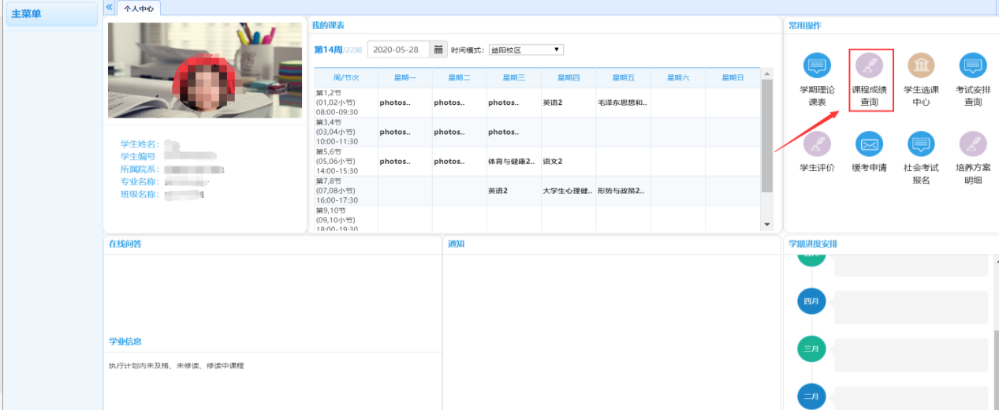 主菜单
个人中心
我的课表
第14周/22周 2020-05-28 时间模式: 益阳校区
周/节次 星期一 星期二 星期三 星期四 星期五 星期六 星期日
第1,2节
(01,02小节)
08:00-09:30
photos.. photos.. photos.. 英语2 毛泽东思想和..
第3,4节
(03,04小节)
10:00-11:30
photos.. photos.. photos..
第5,6节
(05,06小节)
14:00-15:30
photos.. photos.. 体育与健康2.. 语文2
第7,8节
(07,08小节)
16:00-17:30
英语2 大学生心理健.. 形势与政策2..
第9,10节
(09,10小节)
18:00-19:30
学生姓名:
学生编号
所属院系:
专业名称:
班级名称: 班
常用操作
学期理论
课表
课程成绩
查询
学生选课
中心
考试安排
查询
学生评价
缓考申请
社会考试
报名
培养方案
明细
在线问答
通知
学期进度安排
四月
三月
二月
学业信息
执行计划内未及格、未修读、修读中课程